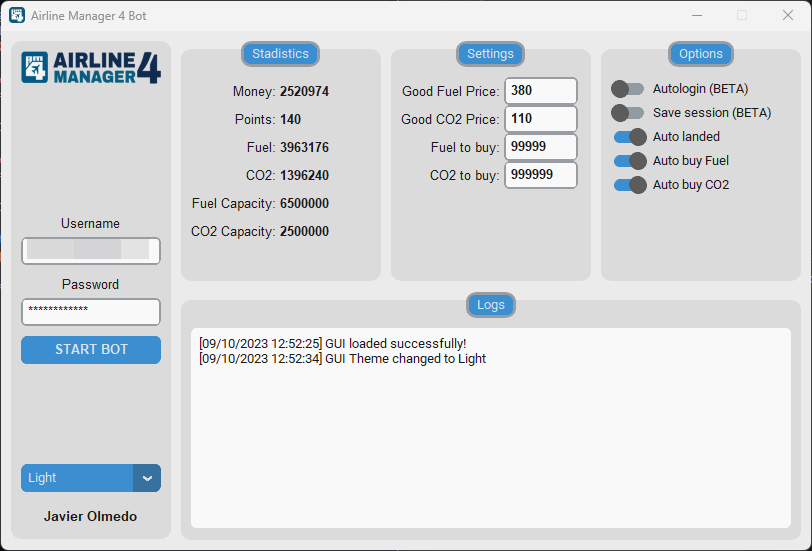 Airline Manager 4 Bot
AIRLINE
MANAGER 4
Username
Password
************
START BOT
Light
Javier Olmedo
Stadistics
Money: 2520974
Points: 140
Fuel: 3963176
CO2: 1396240
Fuel Capacity: 6500000
CO2 Capacity: 2500000
Settings
Good Fuel Price: 380
Good CO2 Price: 110
Fuel to buy: 99999
CO2 to buy: 999999
Options
Autologin (BETA)
Save session (BETA)
Auto landed
Auto buy Fuel
Auto buy CO2
Logs
[09/10/2023 12:52:25] GUI loaded successfully!
[09/10/2023 12:52:34] GUI Theme changed to Light